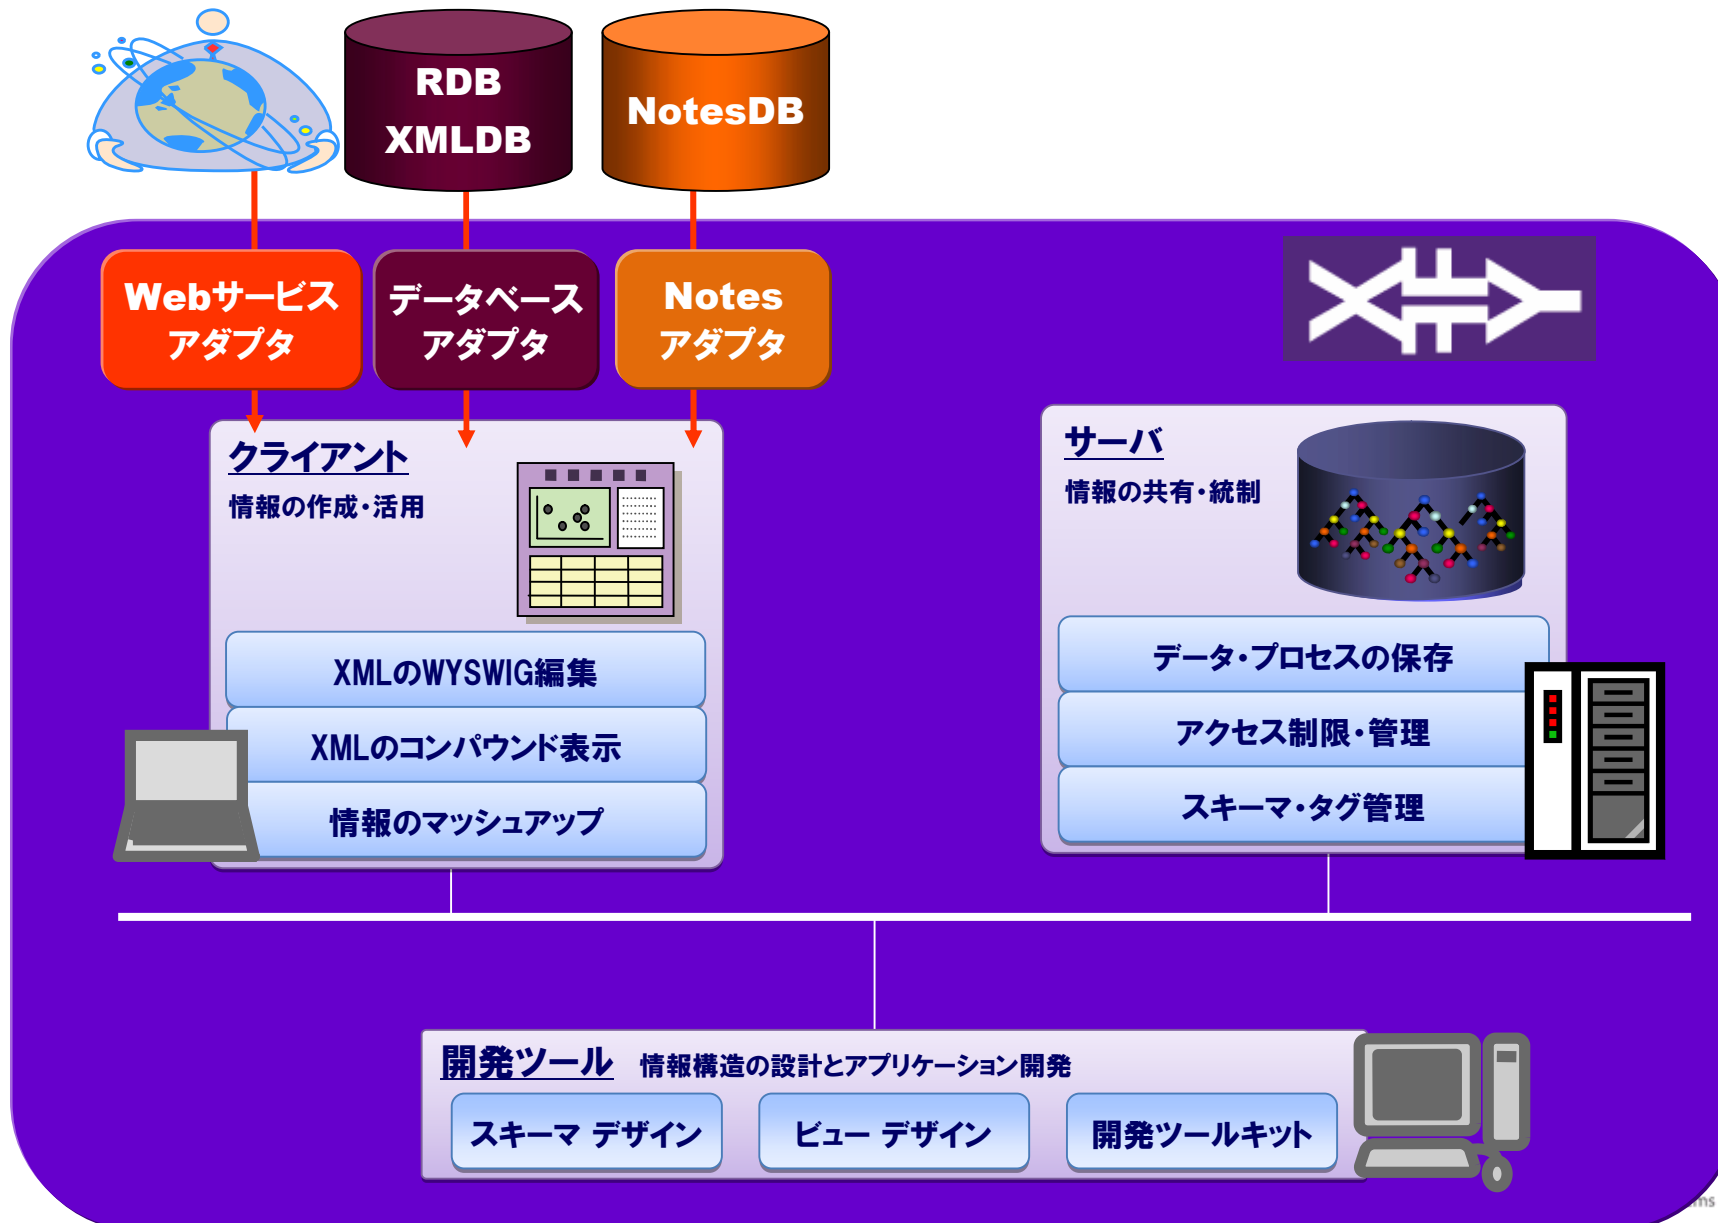 RDB
XMLDB
NotesDB
Webサービス
アダプタ
データベース
アダプタ
Notes
アダプタ
クライアント
情報の作成・活用
XMLのWYSWIG編集
XMLのコンパウンド表示
情報のマッシュアップ
サーバ
情報の共有・統制
データ・プロセスの保存
アクセス制限・管理
スキーマ・タグ管理
開発ツール 情報構造の設計とアプリケーション開発
スキーマ デザイン
ビュー デザイン
開発ツールキット